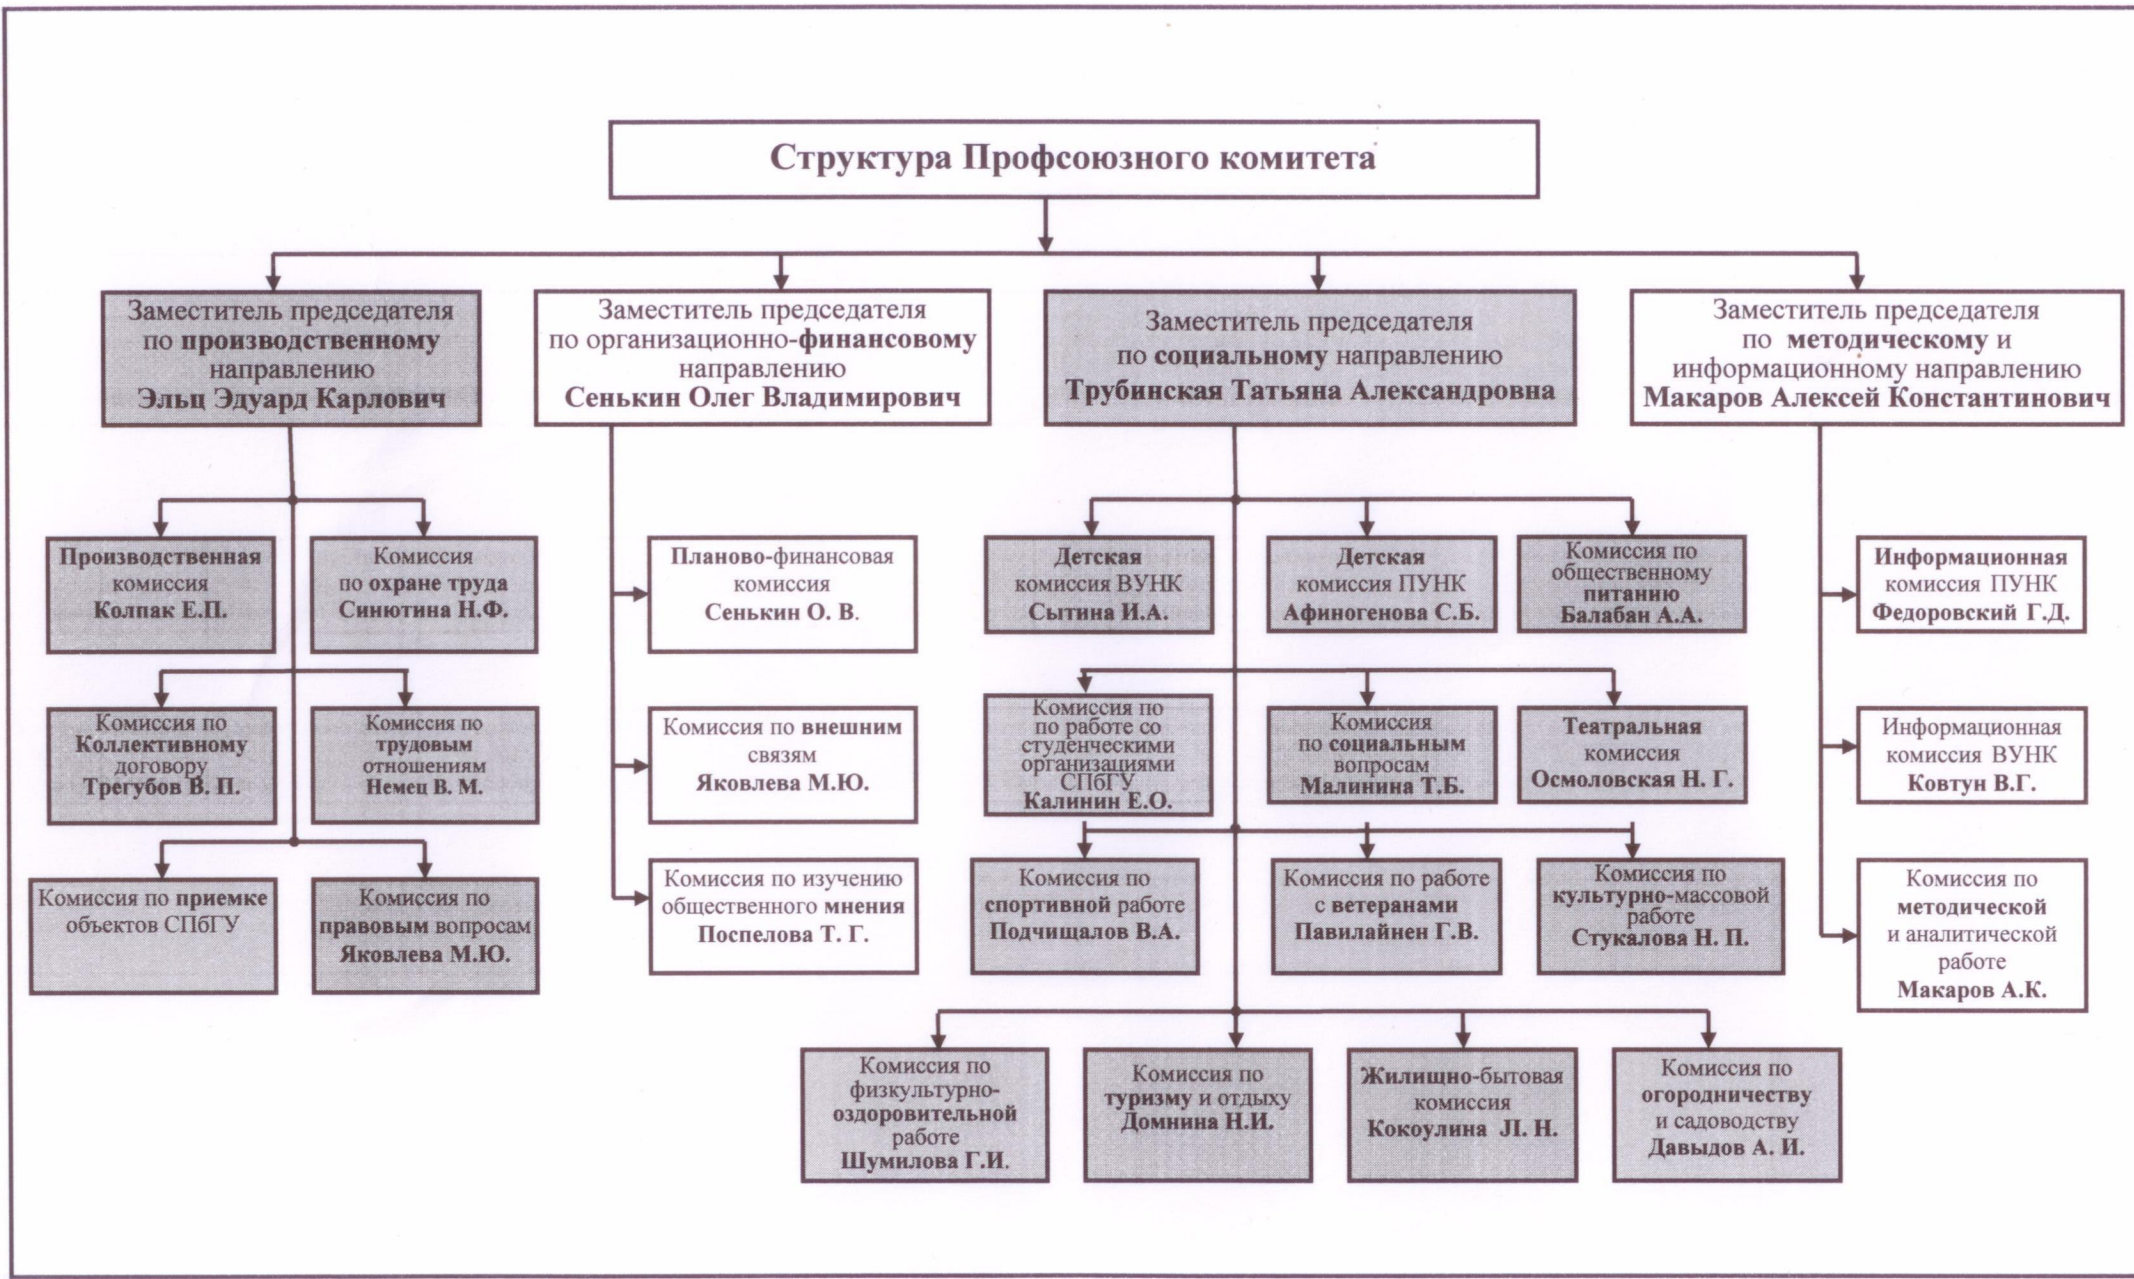 Структура Профсоюзного комитета
Заместитель председателя
по производственному
направлению
Эльц Эдуард Карлович
Заместитель председателя
по организационно-финансовому
направлению
Сенькин Олег Владимирович
Заместитель председателя
по социальному направлению
Трубинская Татьяна Александровна
Заместитель председателя
по методическому и
информационному направлению
Макаров Алексей Константинович
Производственная
комиссия
Колпак Е.П.
Комиссия
по охране труда
Синютина Н.Ф.
Планово-финансовая
комиссия
Сенькин О. В.
Детская
комиссия ВУНК
Сытина И.А.
Детская
комиссия ПУНК
Афиногенова С.Б.
Комиссия по
общественному
питанию
Балабан А.А.
Информационная
комиссия ПУНК
Федоровский Г.Д.
Комиссия по
Коллективному
договору
Трегубов В. П.
Комиссия по
трудовым
отношениям
Немец В. М.
Комиссия по внешним
связям
Яковлева М.Ю.
Комиссия по
по работе со
студенческими
организациями
СПбГУ
Калинин Е.О.
Комиссия
по социальным
вопросам
Малинина Т.Б.
Театральная
комиссия
Осмоловская Н. Г.
Информационная
комиссия ВУНК
Ковтун В.Г.
Комиссия по приемке
объектов СПбГУ
Комиссия по
правовым вопросам
Яковлева М.Ю.
Комиссия по изучению
общественного мнения
Поспелова Т. Г.
Комиссия по
спортивной работе
Подчищалов В.А.
Комиссия по работе
с ветеранами
Павилайнен Г.В.
Комиссия по
культурно-массовой
работе
Стукалова Н. П.
Комиссия по
методической
и аналитической
работе
Макаров А.К.
Комиссия по
физкультурно-
оздоровительной
работе
Шумилова Г.И.
Комиссия по
туризму и отдыху
Домнина Н.И.
Жилищно-бытовая
комиссия
Кокоулина Л. Н.
Комиссия по
огородничеству
и садоводству
Давыдов А. И.